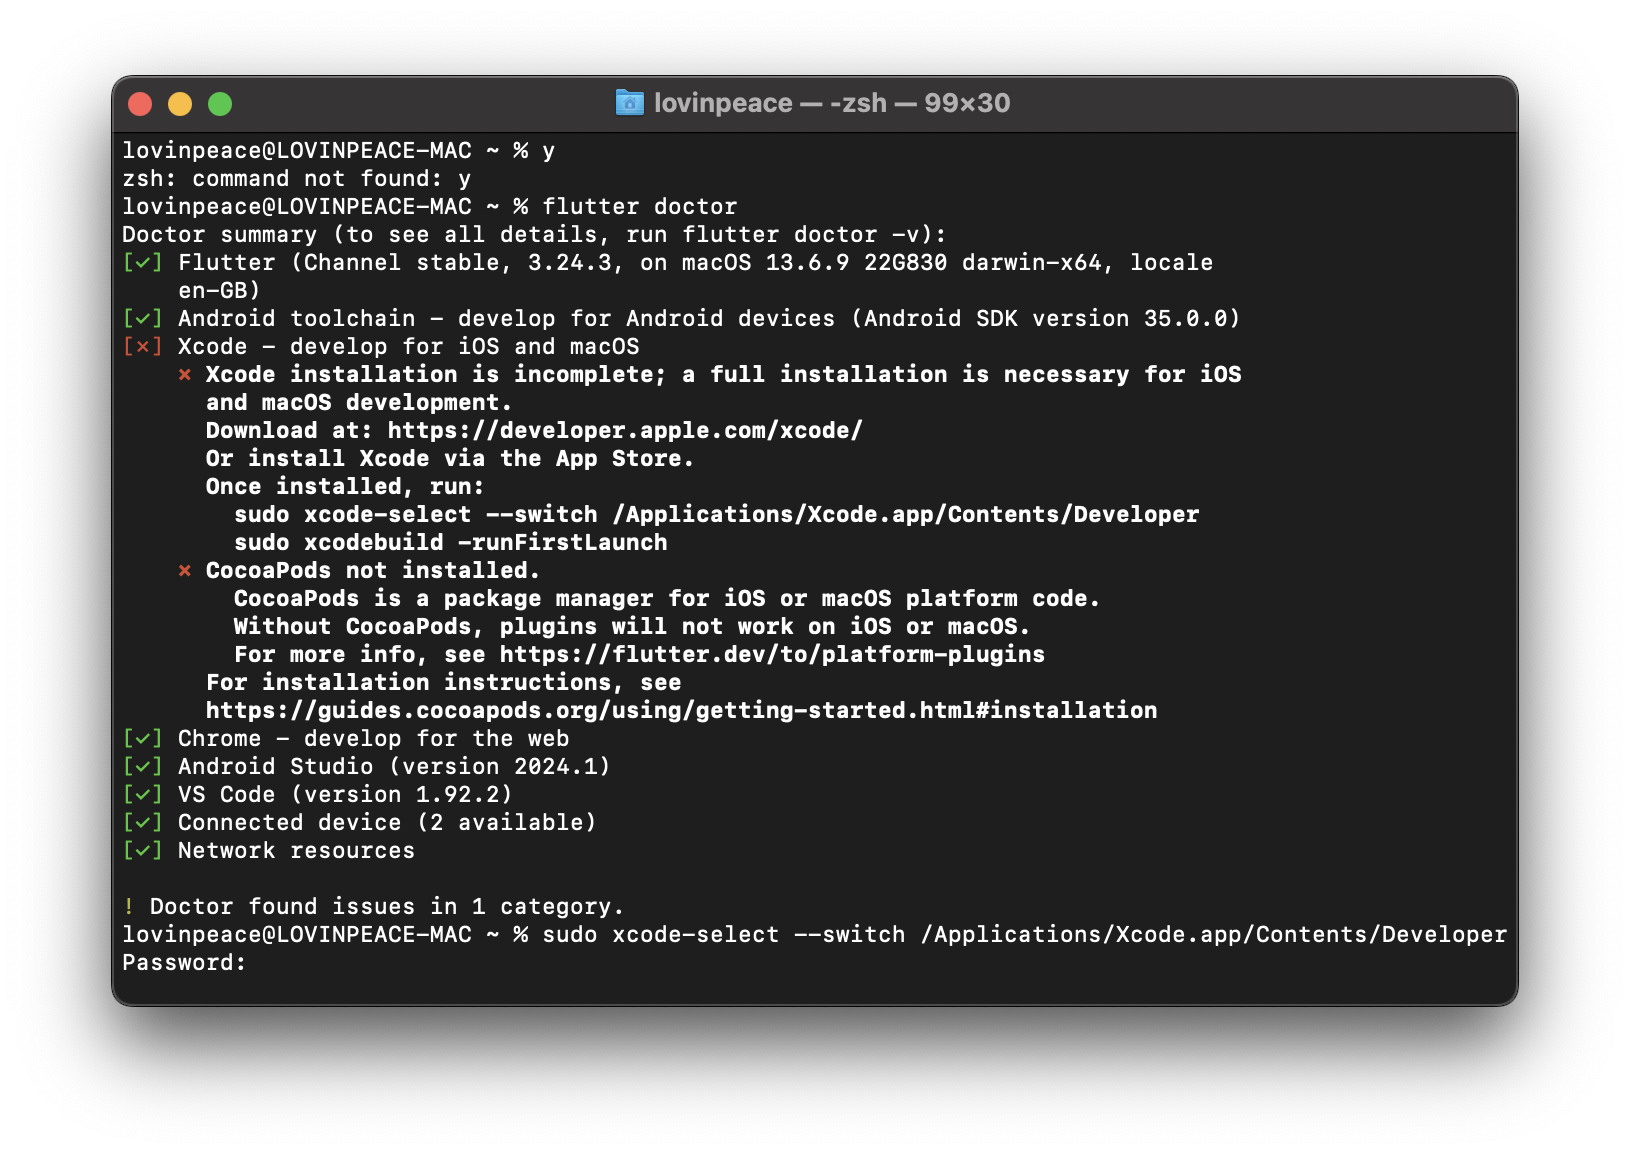 lovinpeace — -zsh — 99×30
lovinpeace@LOVINPEACE-MAC ~ % y
zsh: command not found: y
lovinpeace@LOVINPEACE-MAC ~ % flutter doctor
Doctor summary (to see all details, run flutter doctor -v):
[✓] Flutter (Channel stable, 3.24.3, on macOS 13.6.9 22G830 darwin-x64, locale
en-GB)
[✓] Android toolchain - develop for Android devices (Android SDK version 35.0.0)
[✗] Xcode - develop for iOS and macOS
✗ Xcode installation is incomplete; a full installation is necessary for iOS
and macOS development.
Download at: https://developer.apple.com/xcode/
Or install Xcode via the App Store.
Once installed, run:
sudo xcode-select --switch /Applications/Xcode.app/Contents/Developer
sudo xcodebuild -runFirstLaunch
✗ CocoaPods not installed.
CocoaPods is a package manager for iOS or macOS platform code.
Without CocoaPods, plugins will not work on iOS or macOS.
For more info, see https://flutter.dev/to/platform-plugins
For installation instructions, see
https://guides.cocoapods.org/using/getting-started.html#installation
[✓] Chrome - develop for the web
[✓] Android Studio (version 2024.1)
[✓] VS Code (version 1.92.2)
[✓] Connected device (2 available)
[✓] Network resources
! Doctor found issues in 1 category.
lovinpeace@LOVINPEACE-MAC ~ % sudo xcode-select --switch /Applications/Xcode.app/Contents/Developer
Password: